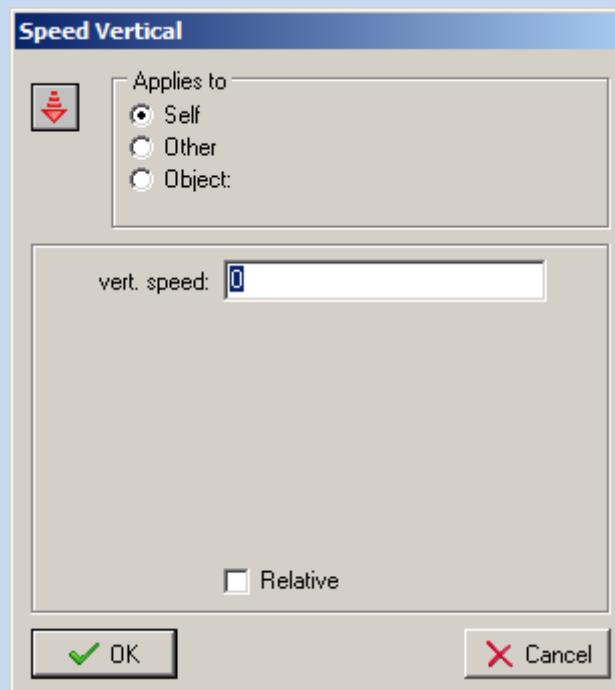 Speed Vertical
Applies to
Self
Other
Object:
vert. speed: 0
Relative
OK Cancel